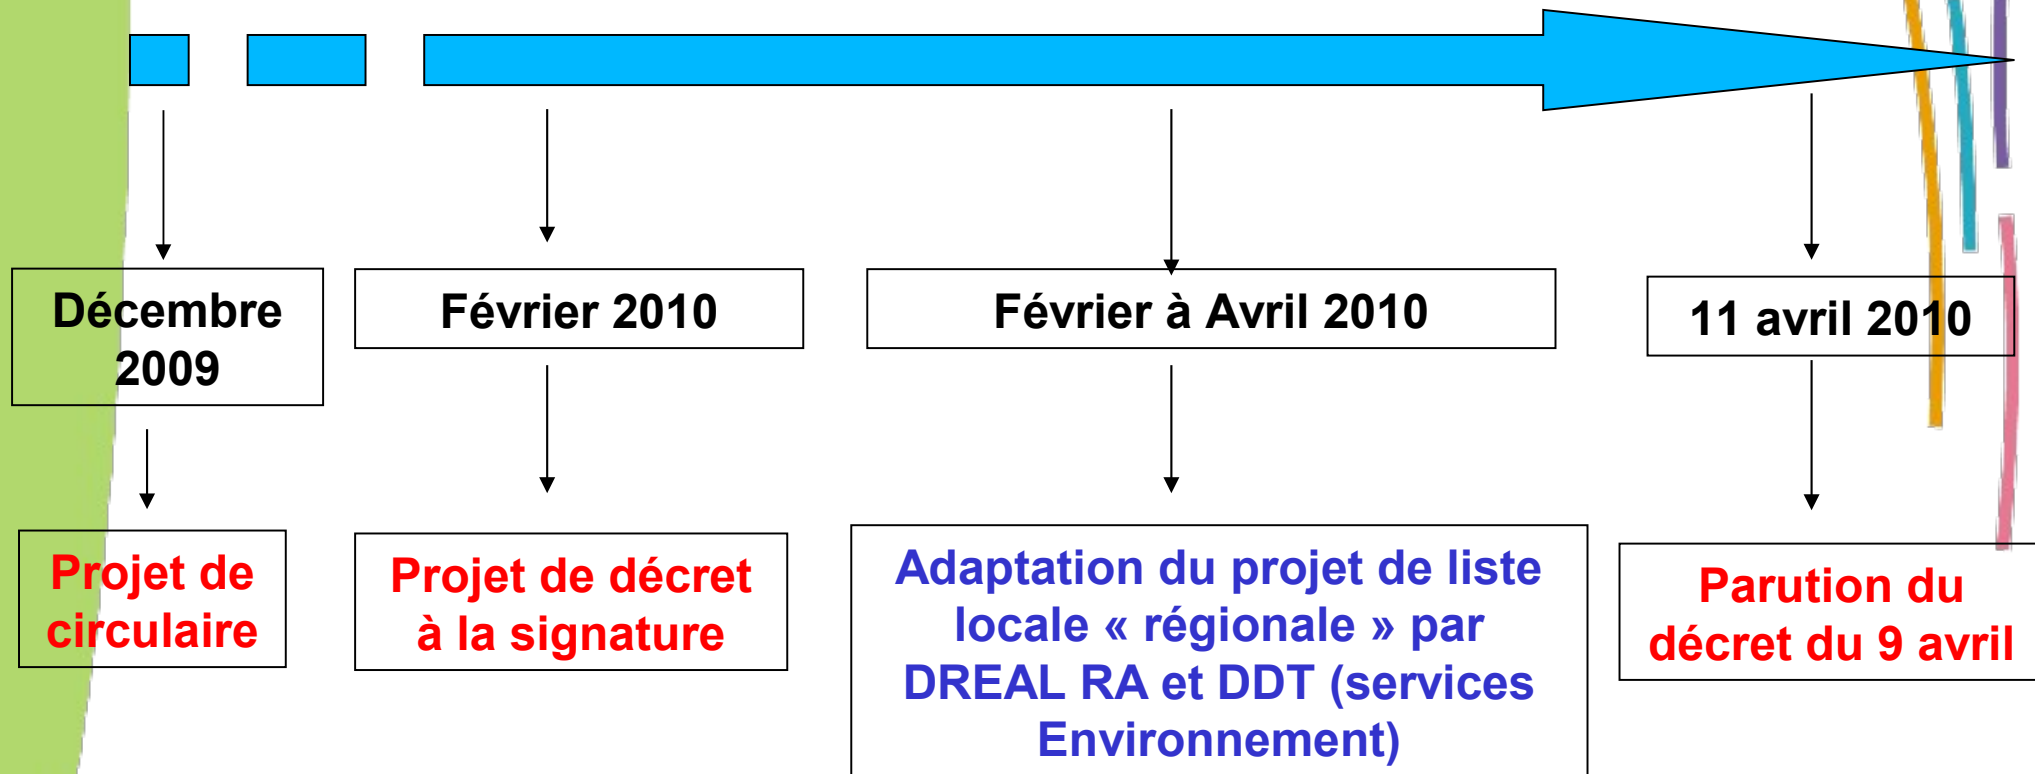 Décembre
2009
Février 2010
Février à Avril 2010
11 avril 2010
Projet de
circulaire
Projet de décret
à la signature
Adaptation du projet de liste
locale « régionale » par
DREAL RA et DDT (services
Environnement)
Parution du
décret du 9 avril